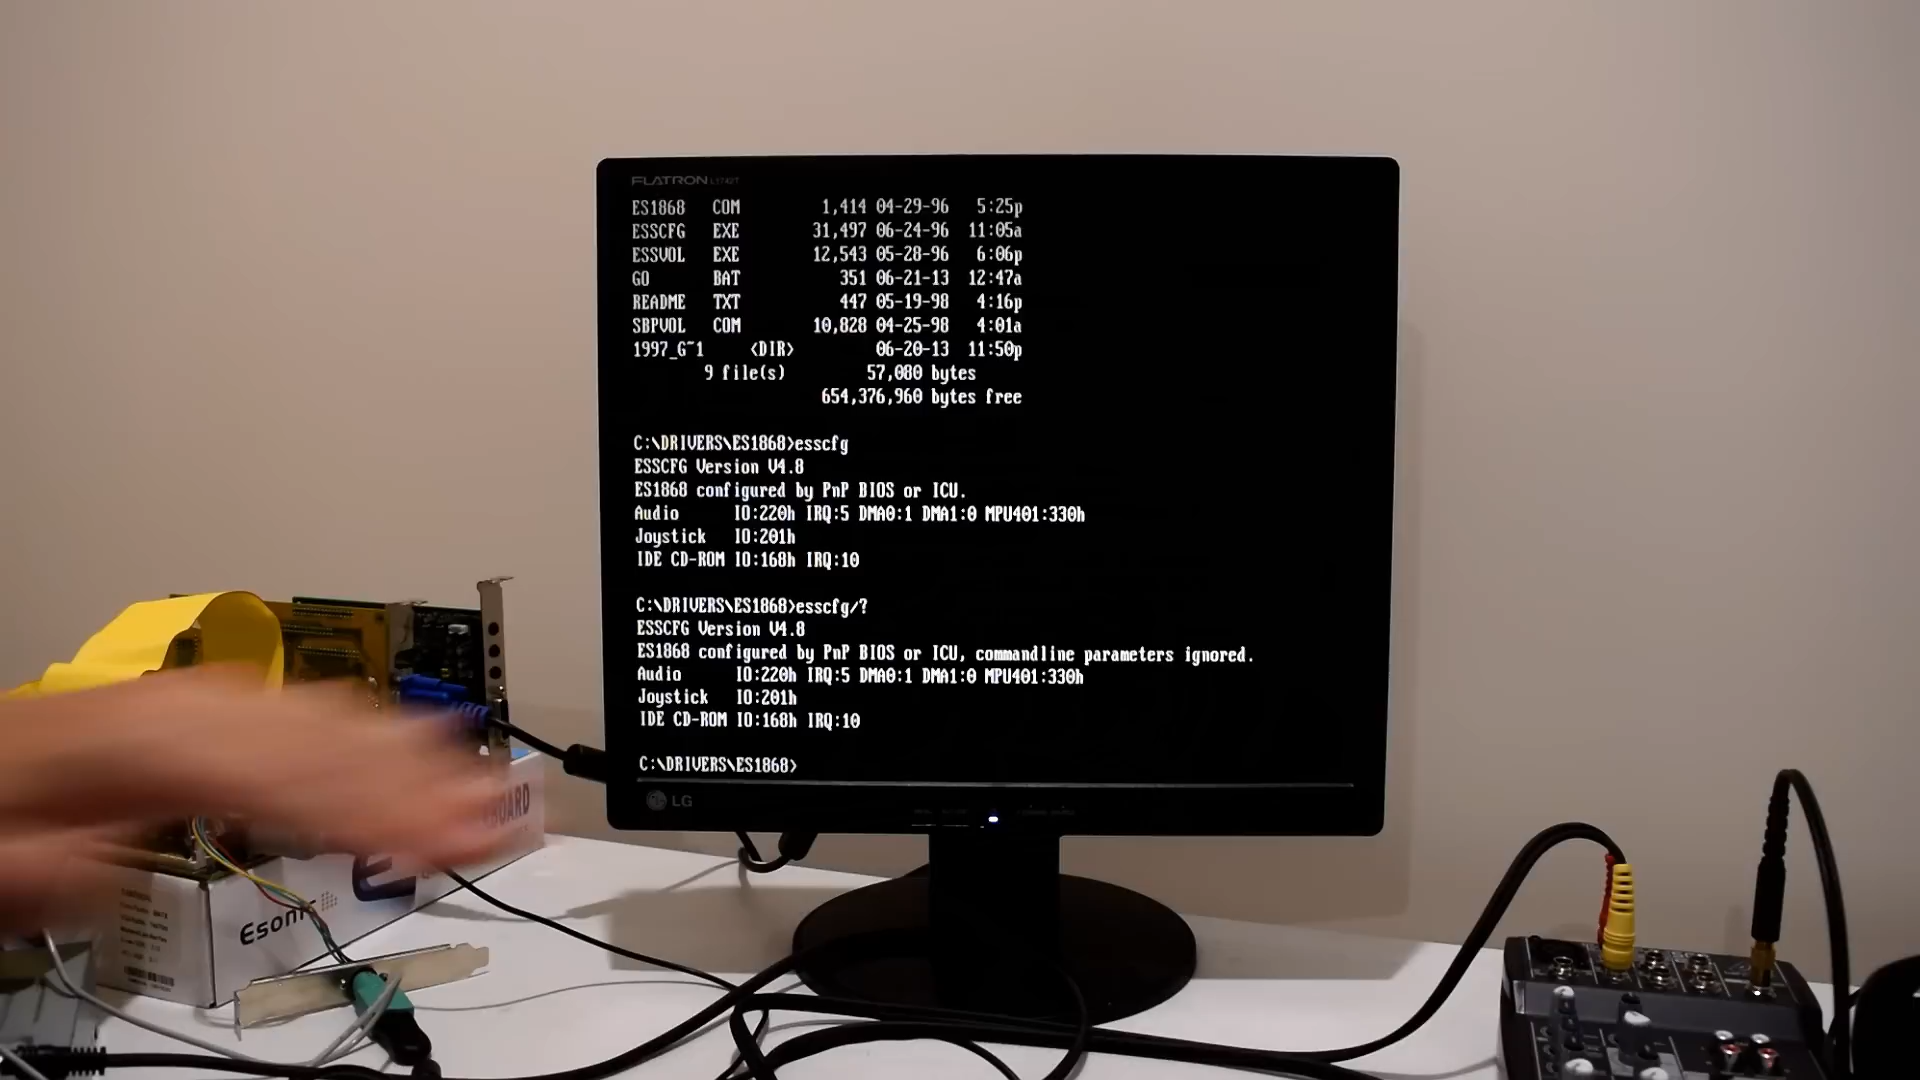 FLATRON
ES1868 COM 1,414 04-29-96 5:25p
ESSCFG EXE 31,497 06-24-96 11:05a
ESSVOL EXE 12,543 05-28-96 6:06p
GO BAT 351 06-21-13 12:47a
README TXT 447 05-19-98 4:16p
SBPVOL COM 10,828 04-25-98 4:01a
1997_G~1 <DIR> 06-20-13 11:50p
9 file(s) 57,080 bytes
654,376,960 bytes free
C:\DRIVERS\ES1868>esscfg
ESSCFG Version V4.8
ES1868 configured by PnP BIOS or ICU.
Audio IO:220h IRQ:5 DMA0:1 DMA1:0 MPU401:330h
Joystick IO:201h
IDE CD-ROM IO:168h IRQ:10
C:\DRIVERS\ES1868>esscfg/?
ESSCFG Version V4.8
ES1868 configured by PnP BIOS or ICU, commandline parameters ignored.
Audio IO:220h IRQ:5 DMA0:1 DMA1:0 MPU401:330h
Joystick IO:201h
IDE CD-ROM IO:168h IRQ:10
C:\DRIVERS\ES1868>
LG
Esonic